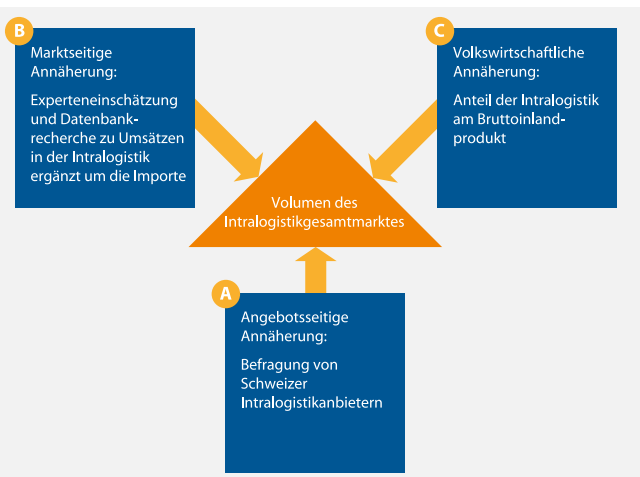 B
Marktseitige
Annäherung:
Experteneinschätzung
und Datenbank-
recherche zu Umsätzen
in der Intralogistik
ergänzt um die Importe
C
Volkswirtschaftliche
Annäherung:
Anteil der Intralogistik
am Bruttoinland-
produkt
Volumen des
Intralogistikgesamtmarktes
A
Angebotsseitige
Annäherung:
Befragung von
Schweizer
Intralogistikanbietern